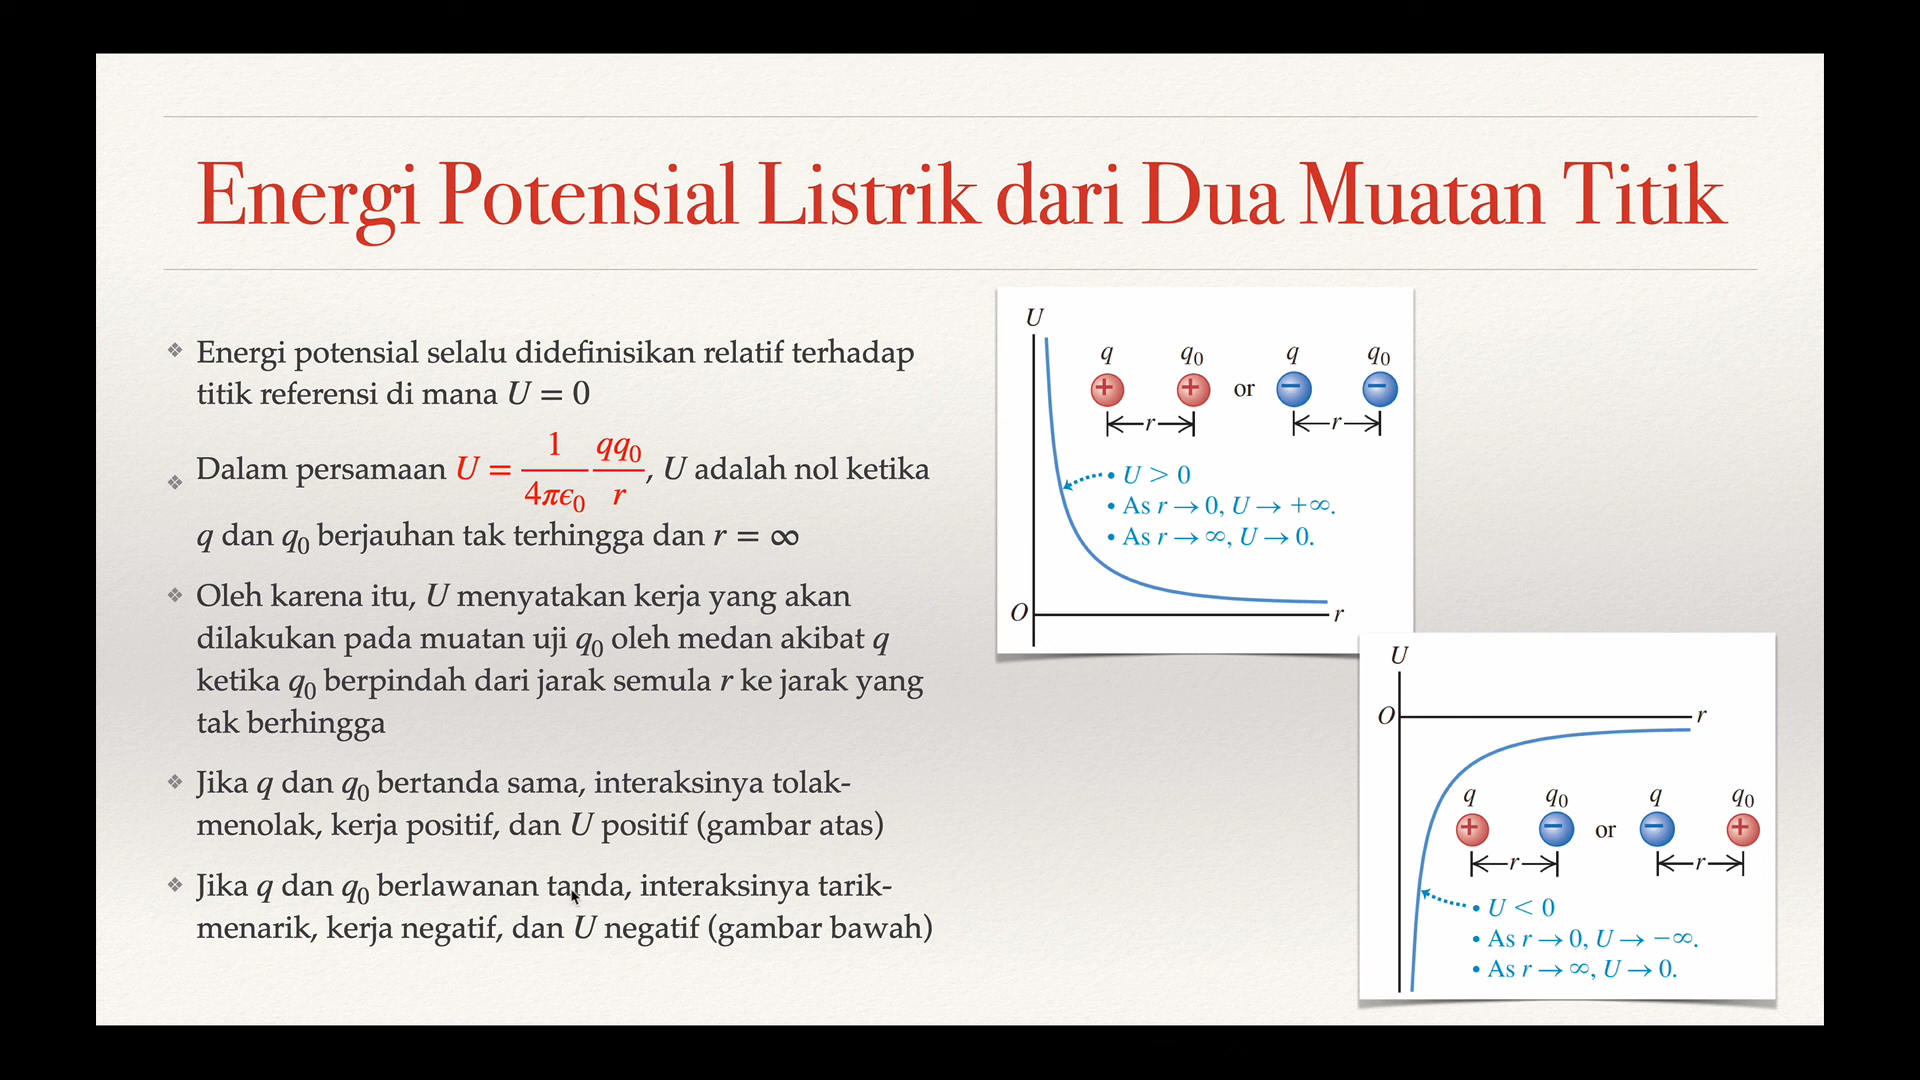 Energi Potensial Listrik dari Dua Muatan Titik
❖ Energi potensial selalu didefinisikan relatif terhadap
titik referensi di mana U = 0
❖ Dalam persamaan U = \frac{1}{4πϵ₀} \frac{qq₀}{r}, U adalah nol ketika
q dan q₀ berjauhan tak terhingga dan r = ∞
❖ Oleh karena itu, U menyatakan kerja yang akan
dilakukan pada muatan uji q₀ oleh medan akibat q
ketika q₀ berpindah dari jarak semula r ke jarak yang
tak berhingga
❖ Jika q dan q₀ bertanda sama, interaksinya tolak-
menolak, kerja positif, dan U positif (gambar atas)
❖ Jika q dan q₀ berlawanan tanda, interaksinya tarik-
menarik, kerja negatif, dan U negatif (gambar bawah)
U
q q₀ q q₀
+ + or − −
r r
• U > 0
• As r → 0, U → +∞.
• As r → ∞, U → 0.
O r
U
O r
q q₀ q q₀
+ − or − +
r r
• U < 0
• As r → 0, U → −∞.
• As r → ∞, U → 0.